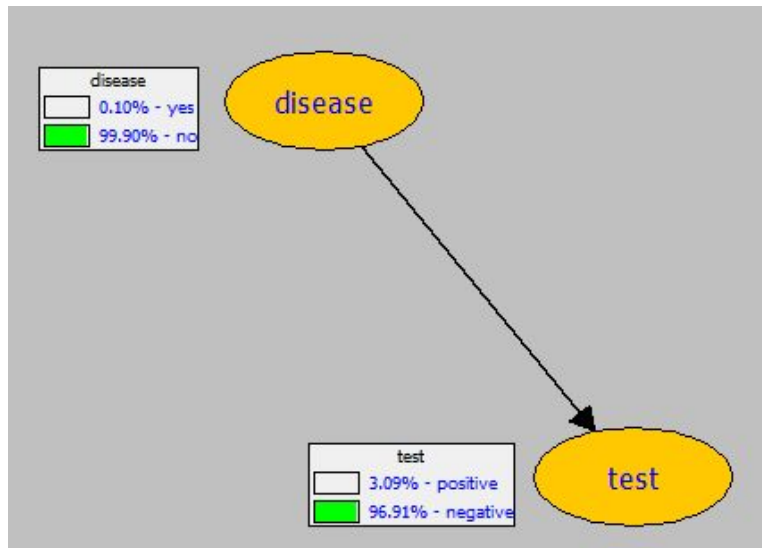 disease
0.10% - yes
99.90% - no
disease
test
3.09% - positive
96.91% - negative
test